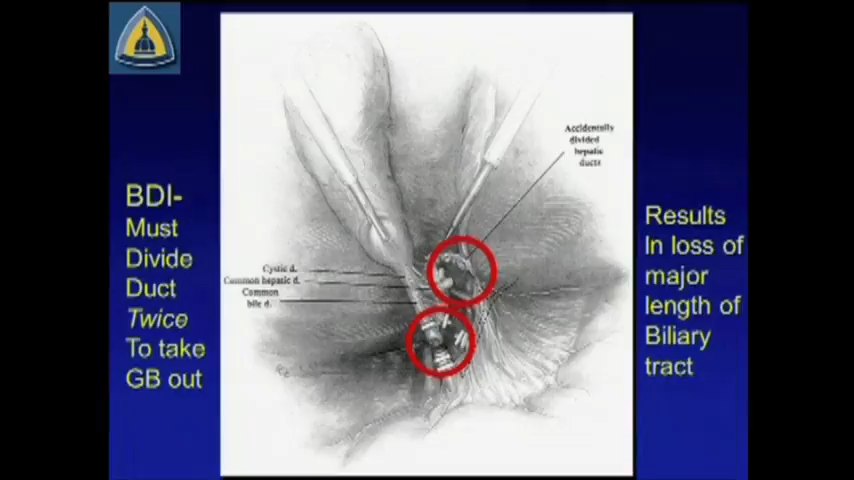 BDI-
Must
Divide
Duct
Twice
To take
GB out
Accidentally
divided
hepatic
ducts
Cystic d.
Common hepatic d.
Common
bile d.
Results
In loss of
major
length of
Biliary
tract